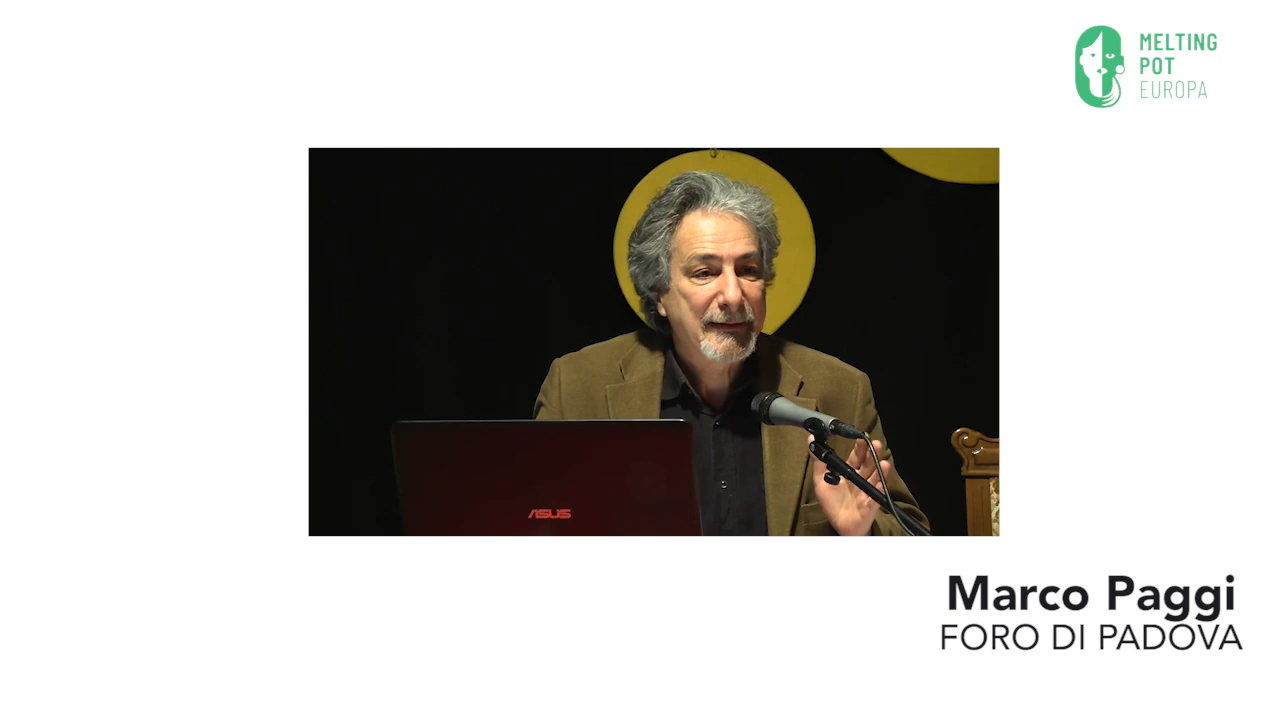 MELTING
POT
EUROPA
ASUS
Marco Paggi
FORO DI PADOVA